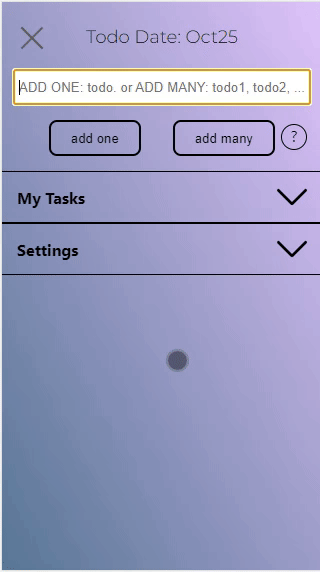 Todo Date: Oct25
ADD ONE: todo. or ADD MANY: todo1, todo2, ...
add one
add many
?
My Tasks
Settings